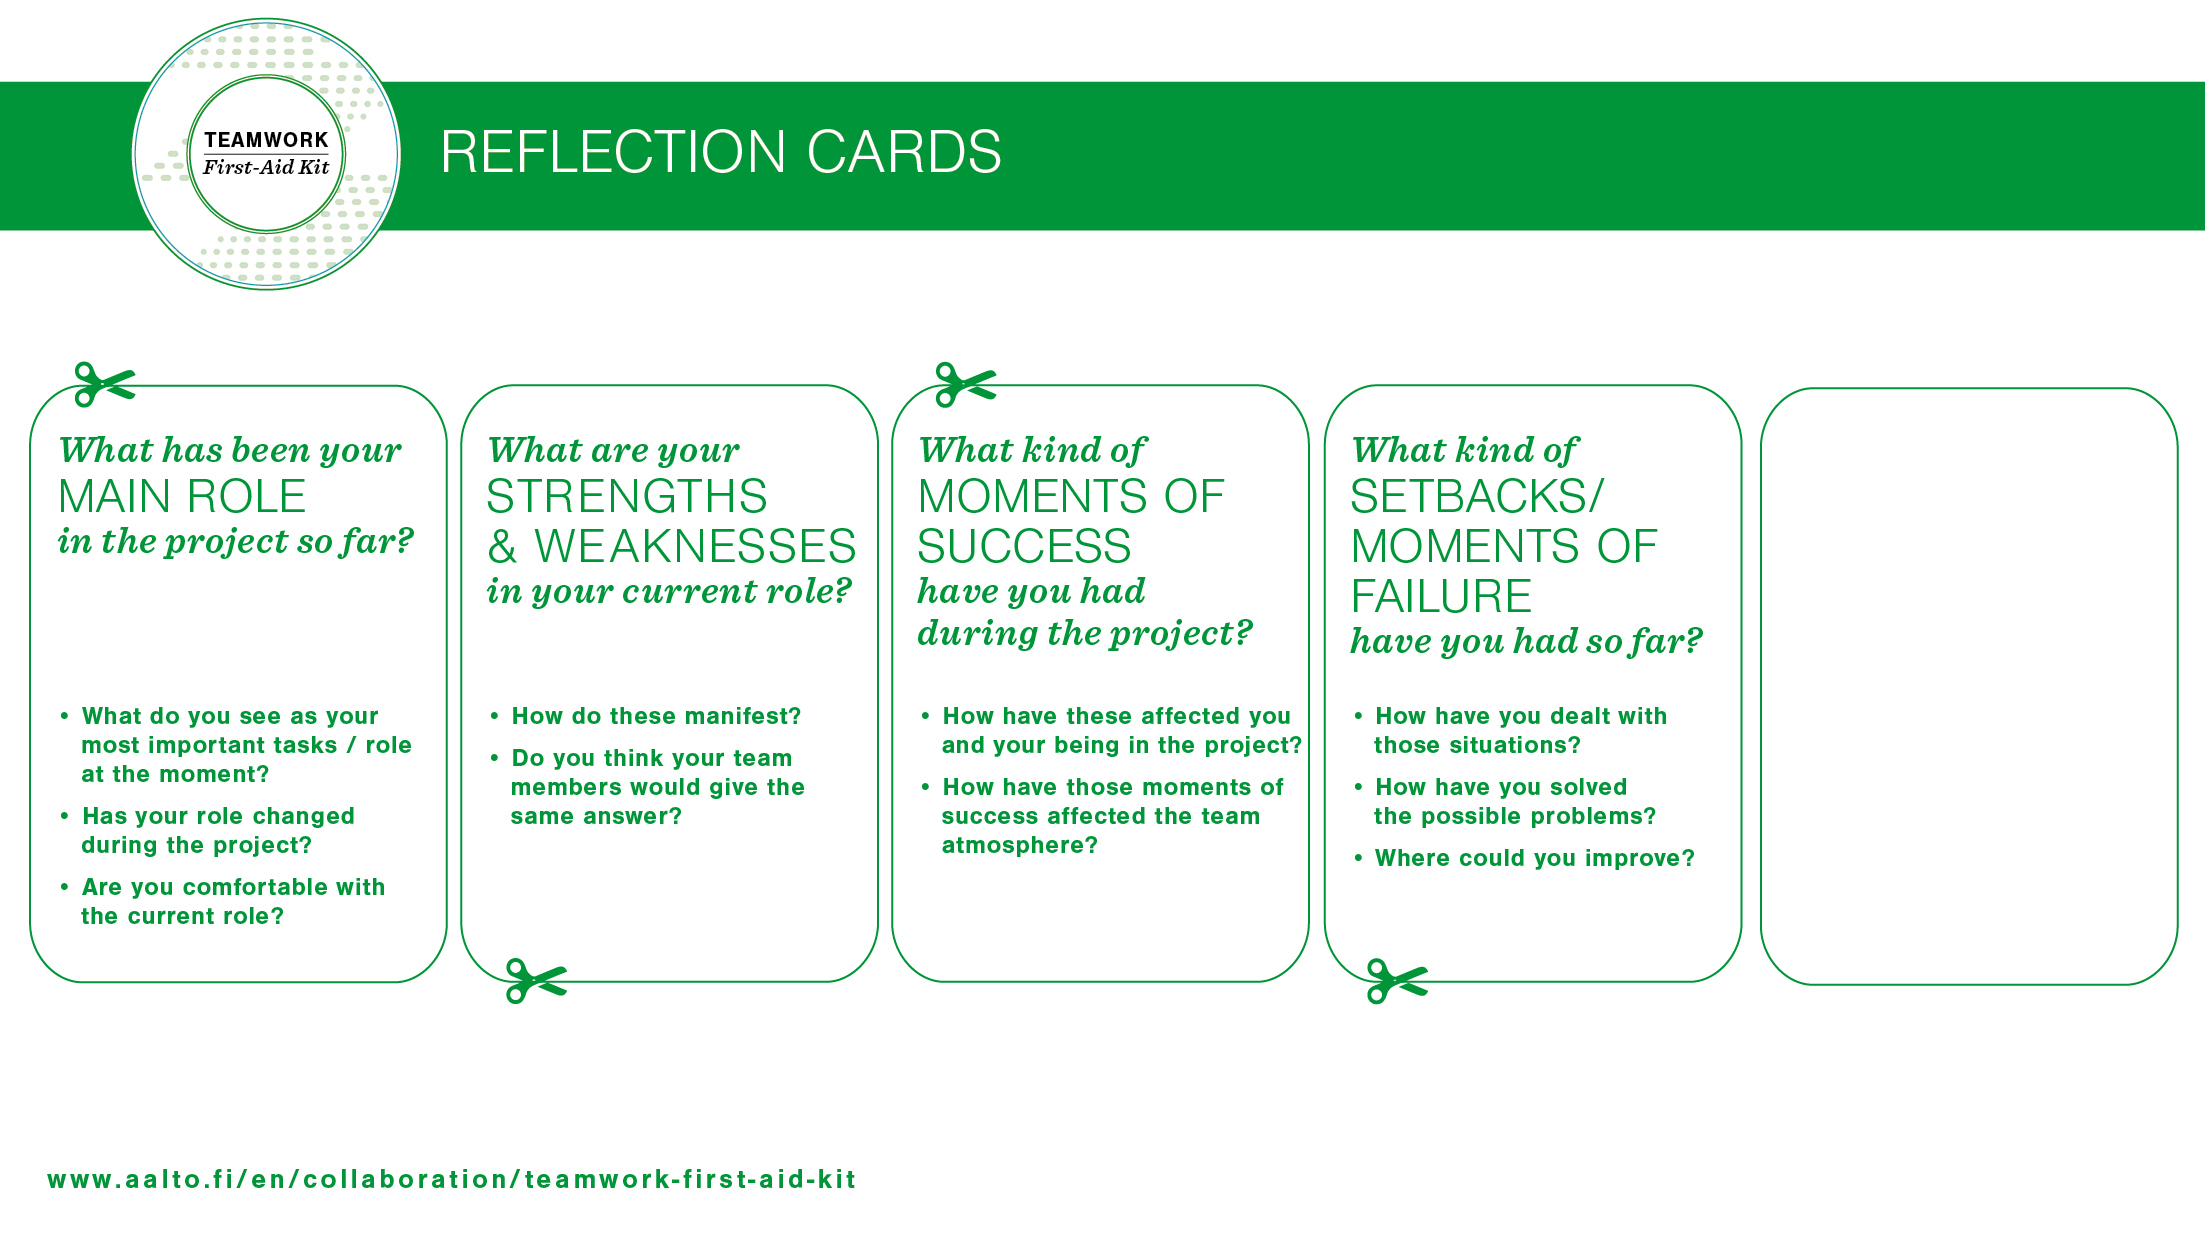 TEAMWORK
First-Aid Kit
REFLECTION CARDS
What has been your
MAIN ROLE
in the project so far?
• What do you see as your
most important tasks / role
at the moment?
• Has your role changed
during the project?
• Are you comfortable with
the current role?
What are your
STRENGTHS
& WEAKNESSES
in your current role?
• How do these manifest?
• Do you think your team
members would give the
same answer?
What kind of
MOMENTS OF
SUCCESS
have you had
during the project?
• How have these affected you
and your being in the project?
• How have those moments of
success affected the team
atmosphere?
What kind of
SETBACKS/
MOMENTS OF
FAILURE
have you had so far?
• How have you dealt with
those situations?
• How have you solved
the possible problems?
• Where could you improve?
www.aalto.fi/en/collaboration/teamwork-first-aid-kit